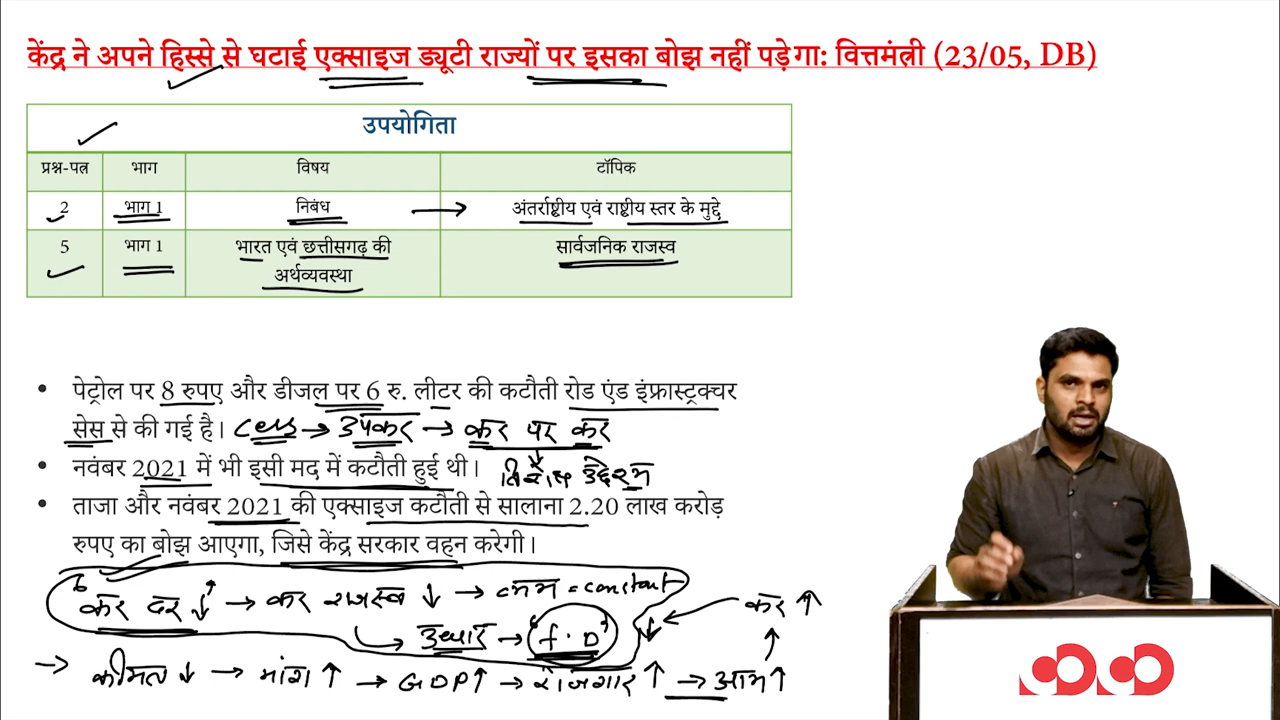 केंद्र ने अपने हिस्से से घटाई एक्साइज ड्यूटी राज्यों पर इसका बोझ नहीं पड़ेगा: वित्तमंत्री (23/05, DB)
उपयोगिता
प्रश्न-पत्र भाग विषय टॉपिक
2 भाग 1 निबंध → अंतर्राष्ट्रीय एवं राष्ट्रीय स्तर के मुद्दे
5 भाग 1 भारत एवं छत्तीसगढ़ की अर्थव्यवस्था सार्वजनिक राजस्व
• पेट्रोल पर 8 रुपए और डीजल पर 6 रु. लीटर की कटौती रोड एंड इंफ्रास्ट्रक्चर
सेस से की गई है। Cess → उपकर → कर पर कर
• नवंबर 2021 में भी इसी मद में कटौती हुई थी। विशेष उद्देश्य
• ताजा और नवंबर 2021 की एक्साइज कटौती से सालाना 2.20 लाख करोड़
रुपए का बोझ आएगा, जिसे केंद्र सरकार वहन करेगी।
कर दर ↓ → कर राजस्व ↓ → व्यय = constant कर ↑
उधार → "f.D" ↓
→ कीमत ↓ → मांग ↑ → GDP ↑ → रोजगार ↑ → आय ↑